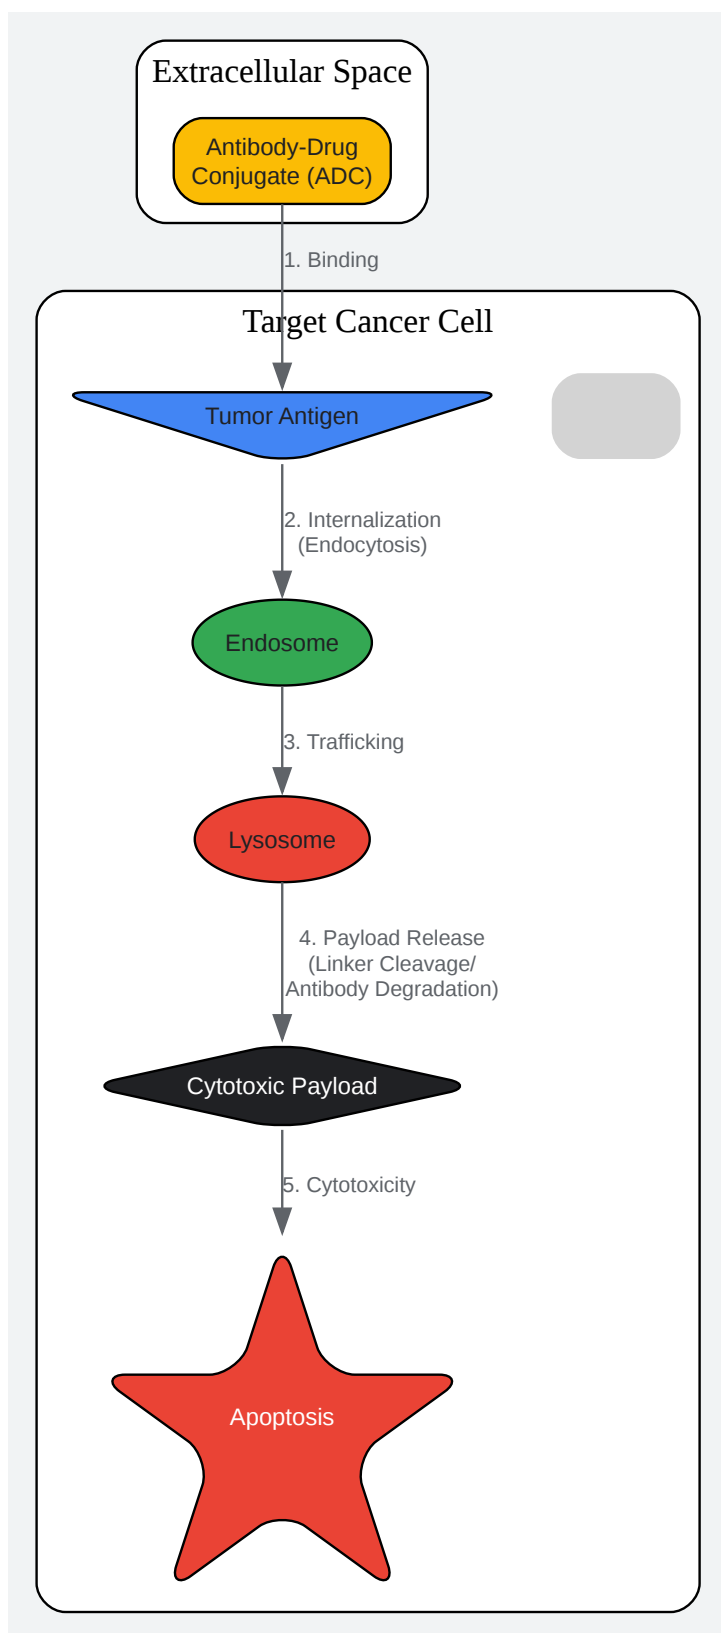 Extracellular Space
Antibody-Drug
Conjugate (ADC)
1. Binding
Target Cancer Cell
Tumor Antigen
2. Internalization
(Endocytosis)
Endosome
3. Trafficking
Lysosome
4. Payload Release
(Linker Cleavage/
Antibody Degradation)
Cytotoxic Payload
5. Cytotoxicity
Apoptosis